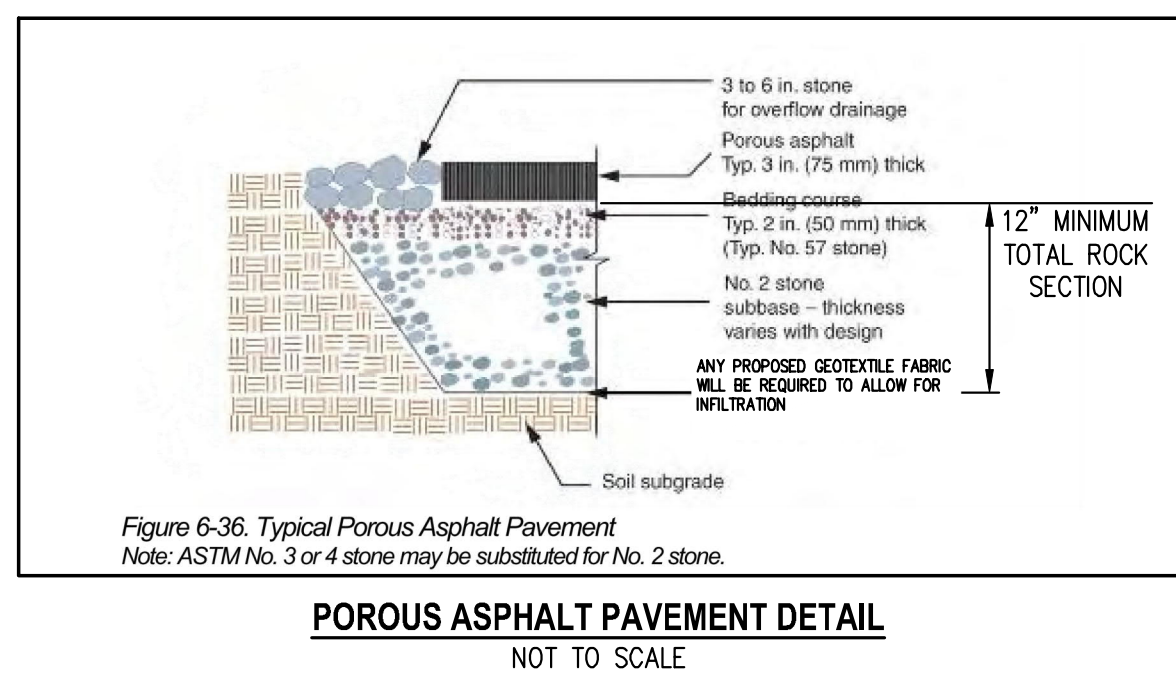 3 to 6 in. stone
for overflow drainage
Porous asphalt
Typ. 3 in. (75 mm) thick
Bedding course
Typ. 2 in. (50 mm) thick
(Typ. No. 57 stone)
12" MINIMUM
TOTAL ROCK
SECTION
No. 2 stone
subbase – thickness
varies with design
ANY PROPOSED GEOTEXTILE FABRIC
WILL BE REQUIRED TO ALLOW FOR
INFILTRATION
Soil subgrade
Figure 6-36. Typical Porous Asphalt Pavement
Note: ASTM No. 3 or 4 stone may be substituted for No. 2 stone.
POROUS ASPHALT PAVEMENT DETAIL
NOT TO SCALE